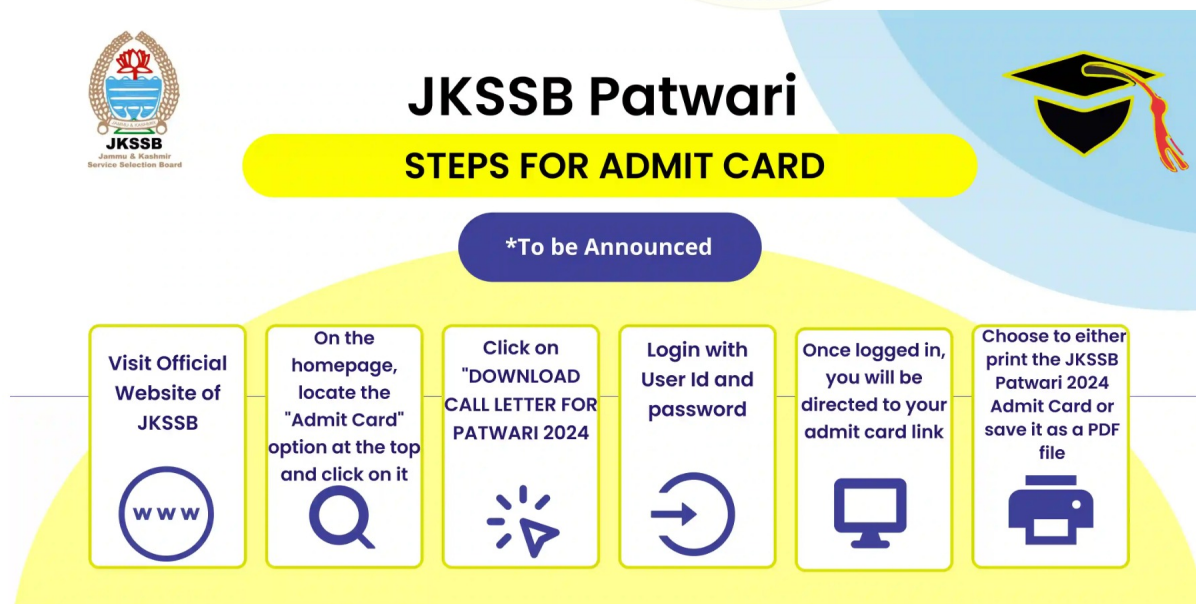 JKSSB
Jammu & Kashmir
Service Selection Board
JKSSB Patwari
STEPS FOR ADMIT CARD
*To be Announced
Visit Official
Website of
JKSSB
WWW
On the
homepage,
locate the
"Admit Card"
option at the top
and click on it
Click on
"DOWNLOAD
CALL LETTER FOR
PATWARI 2024
Login with
User Id and
password
Once logged in,
you will be
directed to your
admit card link
Choose to either
print the JKSSB
Patwari 2024
Admit Card or
save it as a PDF
file